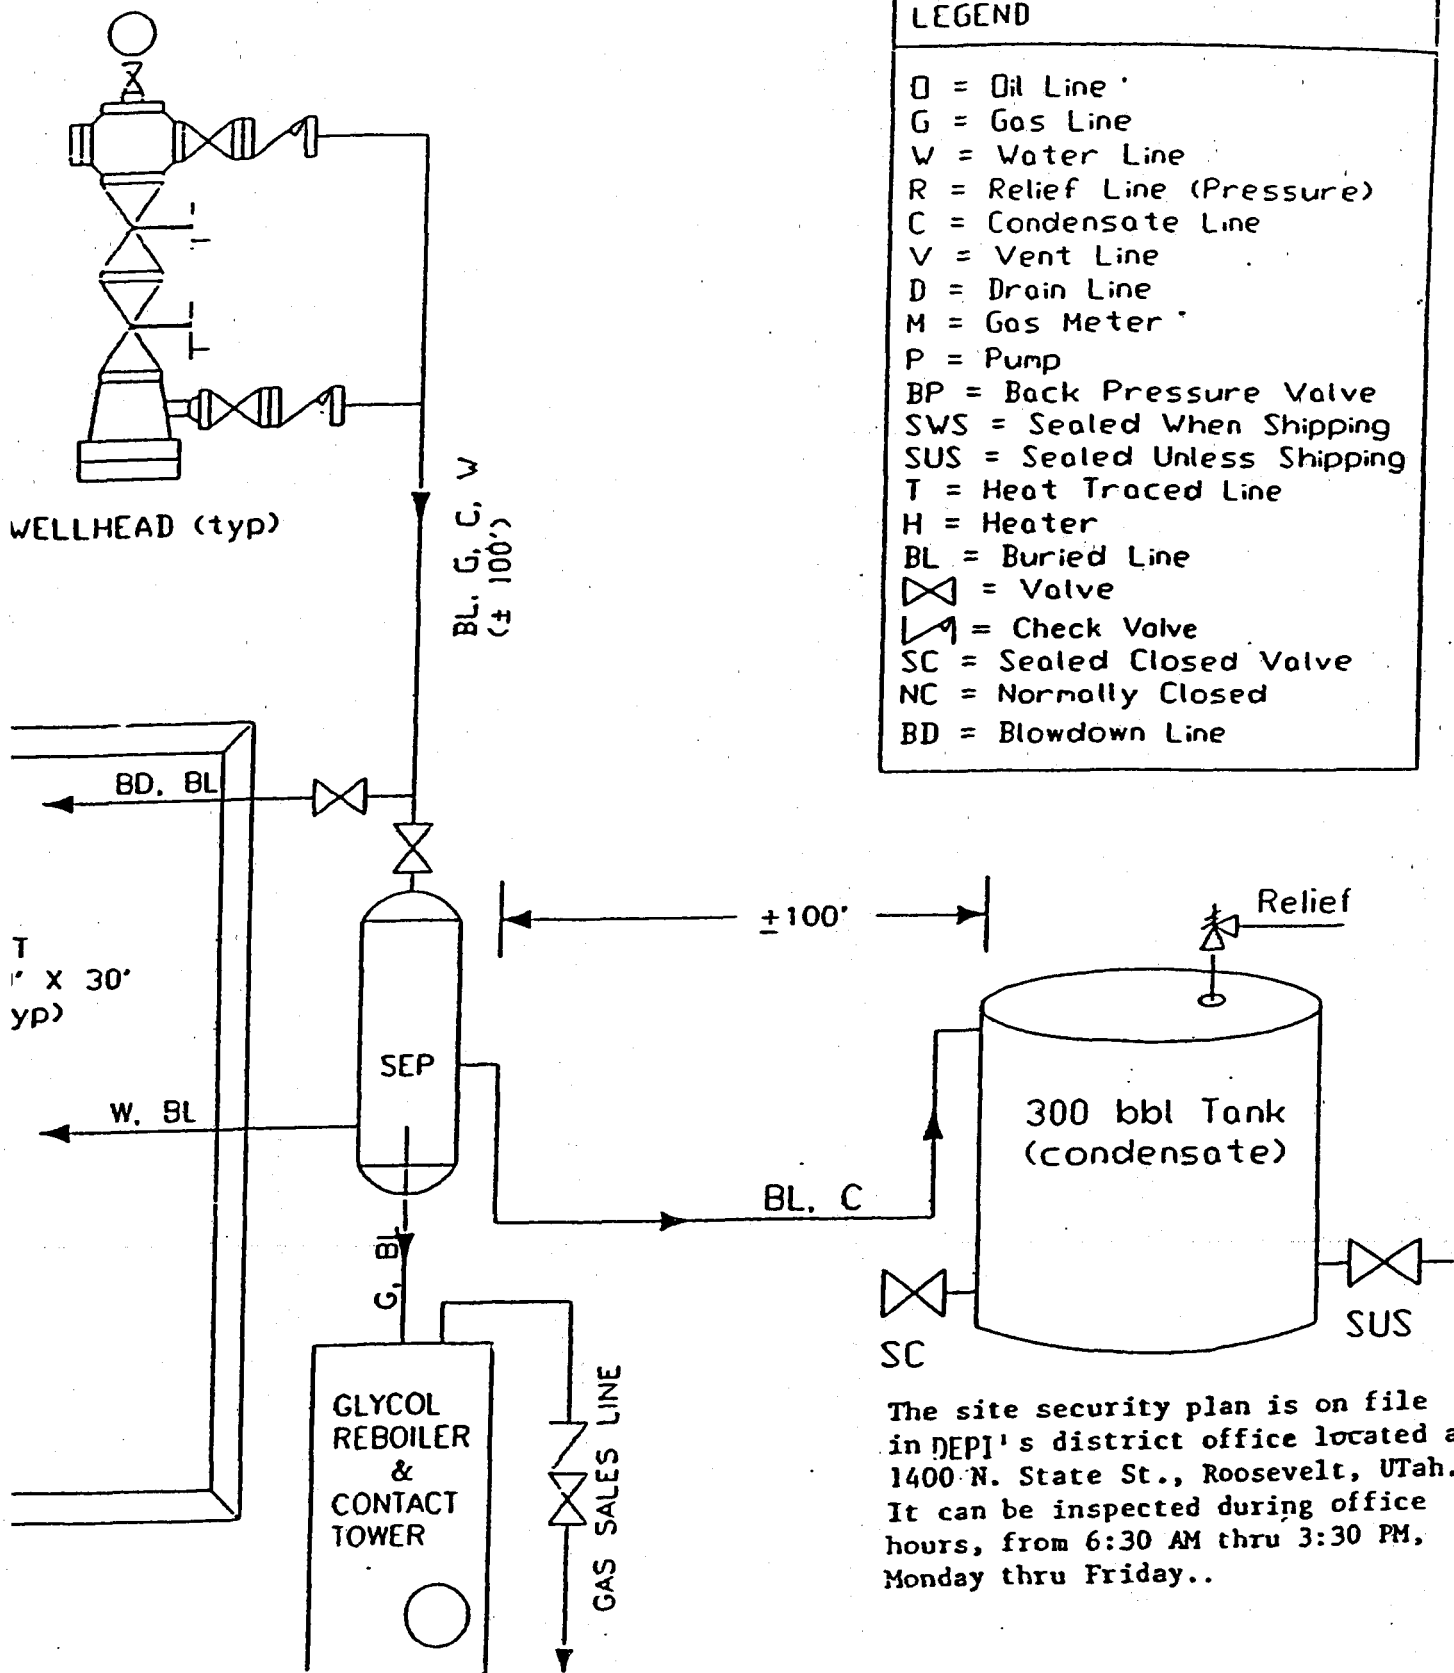 LEGEND
O = Oil Line
G = Gas Line
W = Water Line
R = Relief Line (Pressure)
C = Condensate Line
V = Vent Line
D = Drain Line
M = Gas Meter
P = Pump
BP = Back Pressure Valve
SWS = Sealed When Shipping
SUS = Sealed Unless Shipping
T = Heat Traced Line
H = Heater
BL = Buried Line
= Valve
= Check Valve
SC = Sealed Closed Valve
NC = Normally Closed
BD = Blowdown Line
WELLHEAD (typ)
BL, G, C, W
(± 100')
BD, BL
T
' X 30'
yp)
SEP
W, BL
G, BL
±100'
Relief
300 bbl Tank
(condensate)
BL, C
SC
SUS
GLYCOL
REBOILER
&
CONTACT
TOWER
GAS SALES LINE
The site security plan is on file
in DEPI's district office located a
1400 N. State St., Roosevelt, UTah.
It can be inspected during office
hours, from 6:30 AM thru 3:30 PM,
Monday thru Friday..